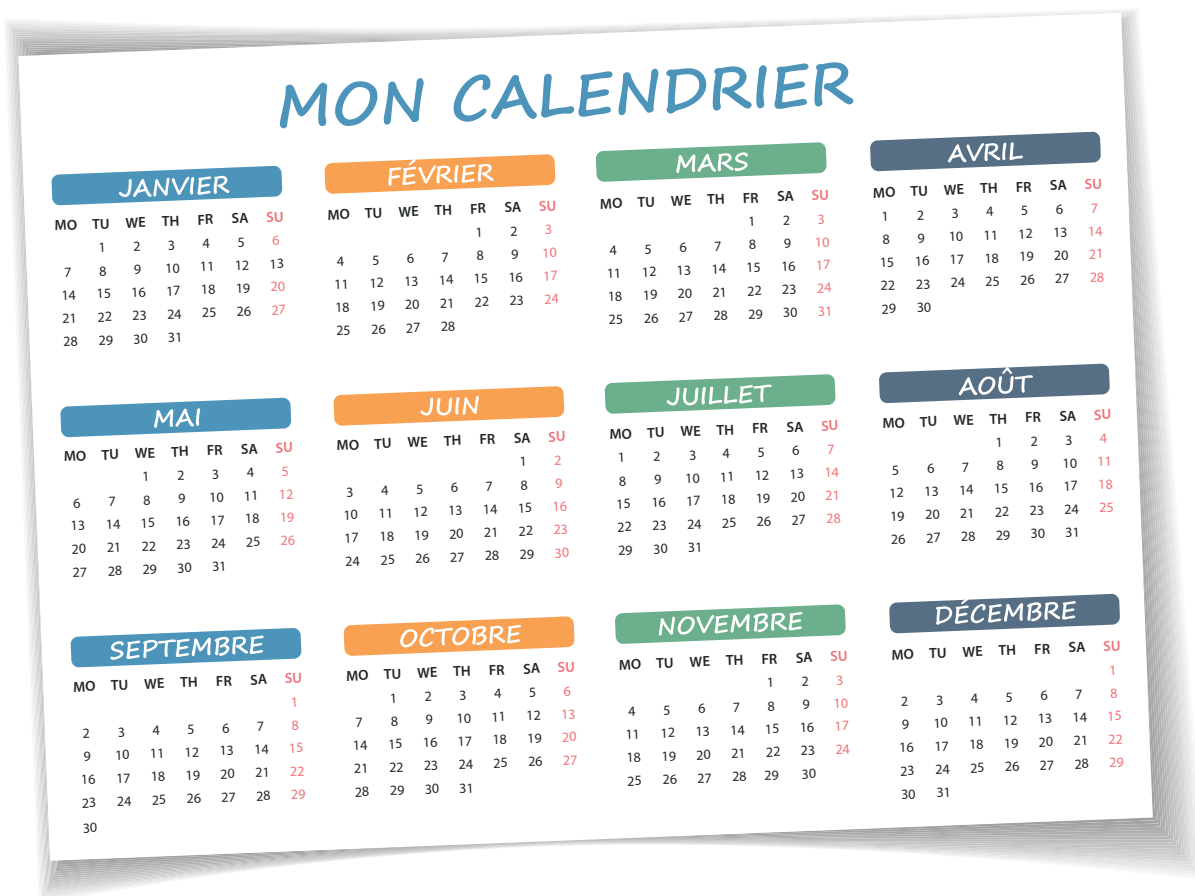 MON CALENDRIER
JANVIER
MO TU WE TH FR SA SU
1 2 3 4 5 6
7 8 9 10 11 12 13
14 15 16 17 18 19 20
21 22 23 24 25 26 27
28 29 30 31
FÉVRIER
MO TU WE TH FR SA SU
1 2 3
4 5 6 7 8 9 10
11 12 13 14 15 16 17
18 19 20 21 22 23 24
25 26 27 28
MARS
MO TU WE TH FR SA SU
1 2 3
4 5 6 7 8 9 10
11 12 13 14 15 16 17
18 19 20 21 22 23 24
25 26 27 28 29 30 31
AVRIL
MO TU WE TH FR SA SU
1 2 3 4 5 6 7
8 9 10 11 12 13 14
15 16 17 18 19 20 21
22 23 24 25 26 27 28
29 30
MAI
MO TU WE TH FR SA SU
1 2 3 4 5
6 7 8 9 10 11 12
13 14 15 16 17 18 19
20 21 22 23 24 25 26
27 28 29 30 31
JUIN
MO TU WE TH FR SA SU
1 2
3 4 5 6 7 8 9
10 11 12 13 14 15 16
17 18 19 20 21 22 23
24 25 26 27 28 29 30
JUILLET
MO TU WE TH FR SA SU
1 2 3 4 5 6 7
8 9 10 11 12 13 14
15 16 17 18 19 20 21
22 23 24 25 26 27 28
29 30 31
AOÛT
MO TU WE TH FR SA SU
1 2 3 4
5 6 7 8 9 10 11
12 13 14 15 16 17 18
19 20 21 22 23 24 25
26 27 28 29 30 31
SEPTEMBRE
MO TU WE TH FR SA SU
1
2 3 4 5 6 7 8
9 10 11 12 13 14 15
16 17 18 19 20 21 22
23 24 25 26 27 28 29
30
OCTOBRE
MO TU WE TH FR SA SU
1 2 3 4 5 6
7 8 9 10 11 12 13
14 15 16 17 18 19 20
21 22 23 24 25 26 27
28 29 30 31
NOVEMBRE
MO TU WE TH FR SA SU
1 2 3
4 5 6 7 8 9 10
11 12 13 14 15 16 17
18 19 20 21 22 23 24
25 26 27 28 29 30
DÉCEMBRE
MO TU WE TH FR SA SU
1
2 3 4 5 6 7 8
9 10 11 12 13 14 15
16 17 18 19 20 21 22
23 24 25 26 27 28 29
30 31